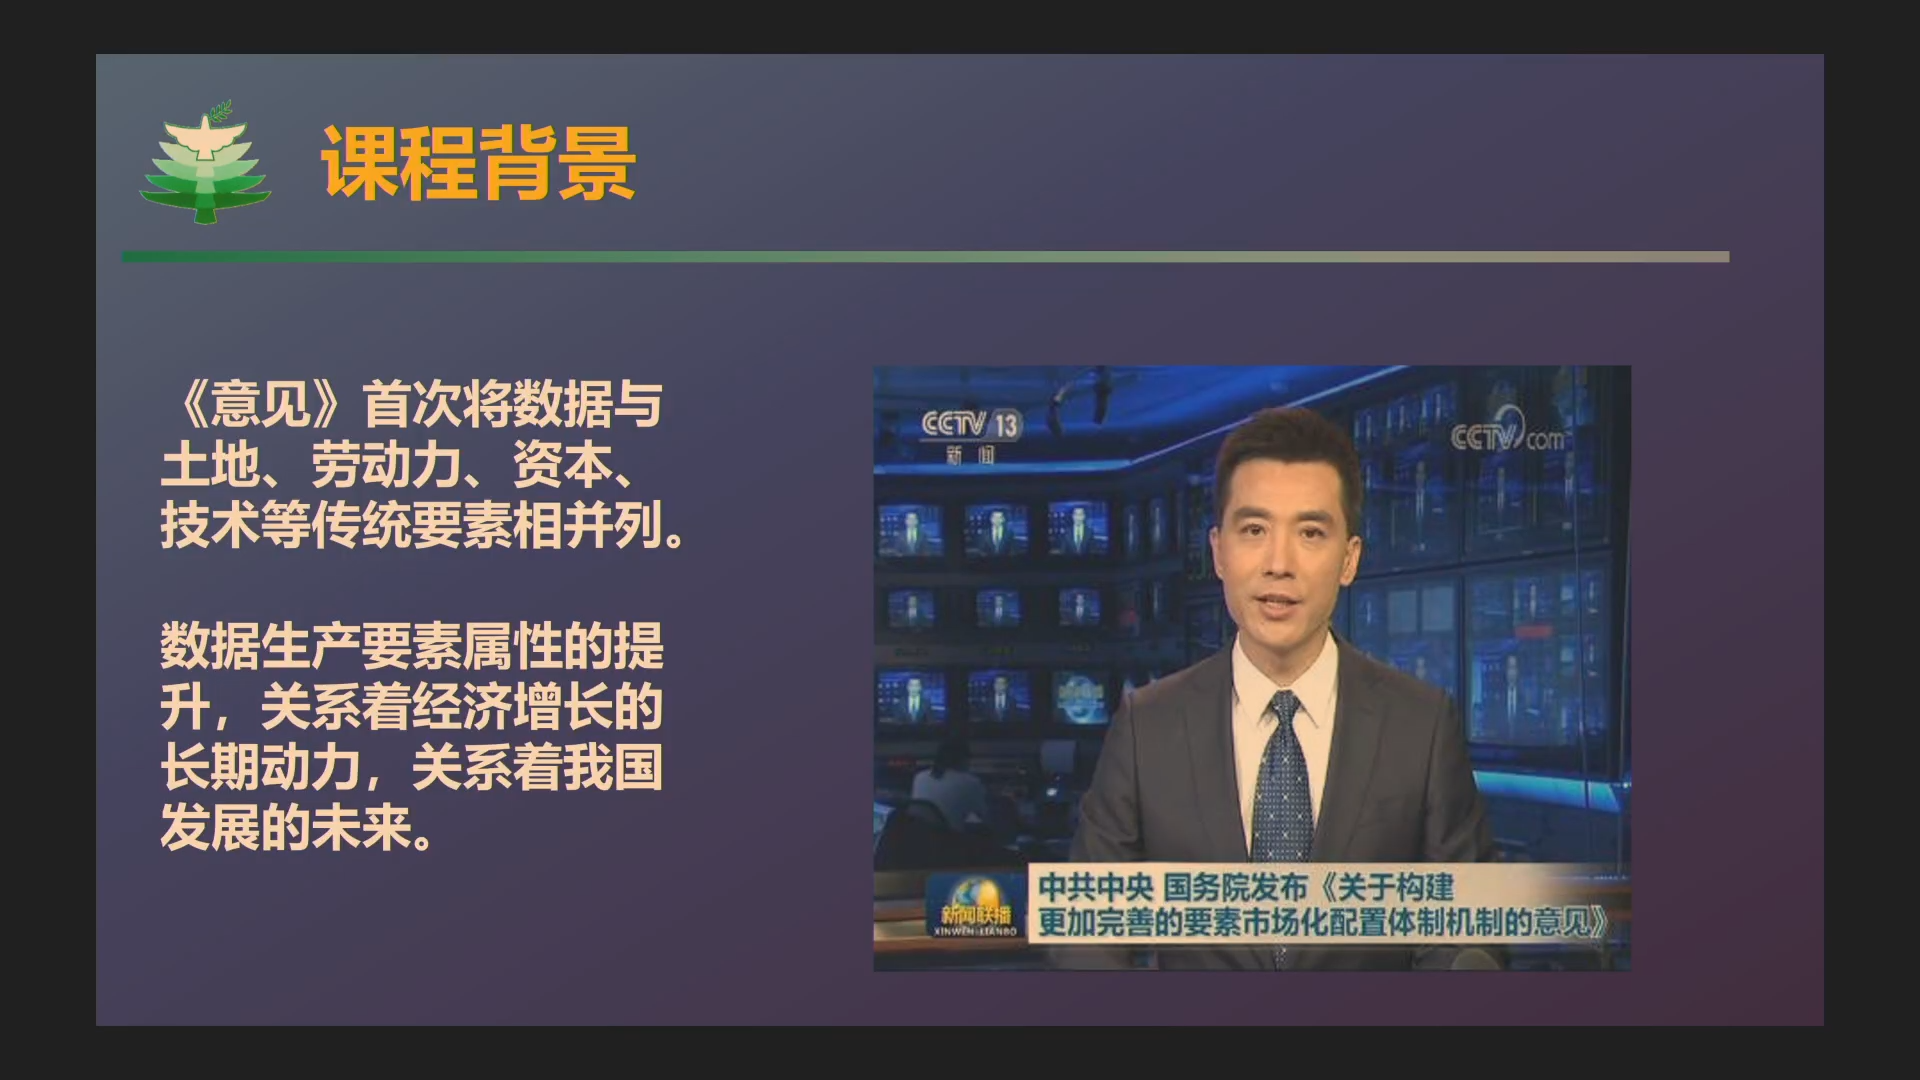 课程背景
《意见》首次将数据与
土地、劳动力、资本、
技术等传统要素相并列。
数据生产要素属性的提
升，关系着经济增长的
长期动力，关系着我国
发展的未来。
CCTV 13
新闻
CCTV com
新闻联播
XINWEN LIANBO
中共中央 国务院发布《关于构建
更加完善的要素市场化配置体制机制的意见》